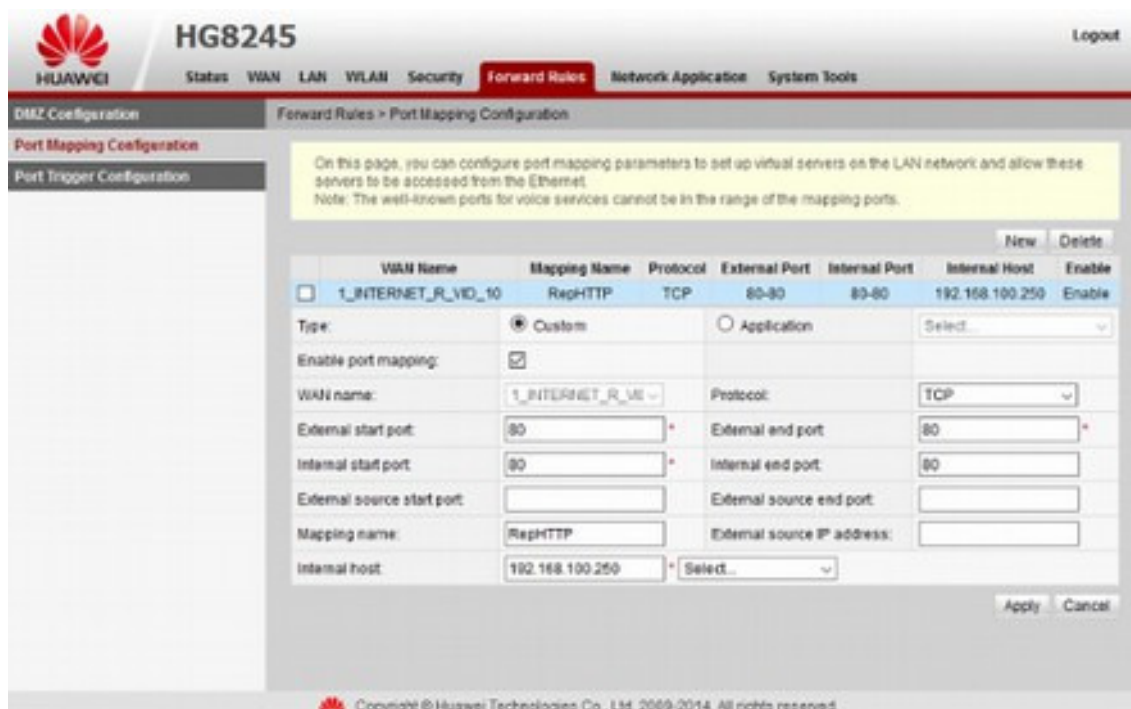 HG8245
Logout
HUAWEI
Status WAN LAN WLAN Security Forward Rules Network Application System Tools
DMZ Configuration
Forward Rules > Port Mapping Configuration
Port Mapping Configuration
Port Trigger Configuration
On this page, you can configure port mapping parameters to set up virtual servers on the LAN network and allow these
servers to be accessed from the Ethernet.
Note: The well-known ports for voice services cannot be in the range of the mapping ports.
New Delete
WAN Name Mapping Name Protocol External Port Internal Port Internal Host Enable
1_INTERNET_R_VID_10 RepHTTP TCP 80-80 80-80 192.168.100.250 Enable
Type: Custom Application Select...
Enable port mapping:
WAN name: 1_INTERNET_R_VI Protocol: TCP
External start port: 80 * External end port: 80 *
Internal start port: 80 * Internal end port: 80
External source start port: External source end port:
Mapping name: RepHTTP External source IP address:
Internal host: 192.168.100.250 * Select...
Apply Cancel
Copyright © Huawei Technologies Co., Ltd. 2009-2014. All rights reserved.